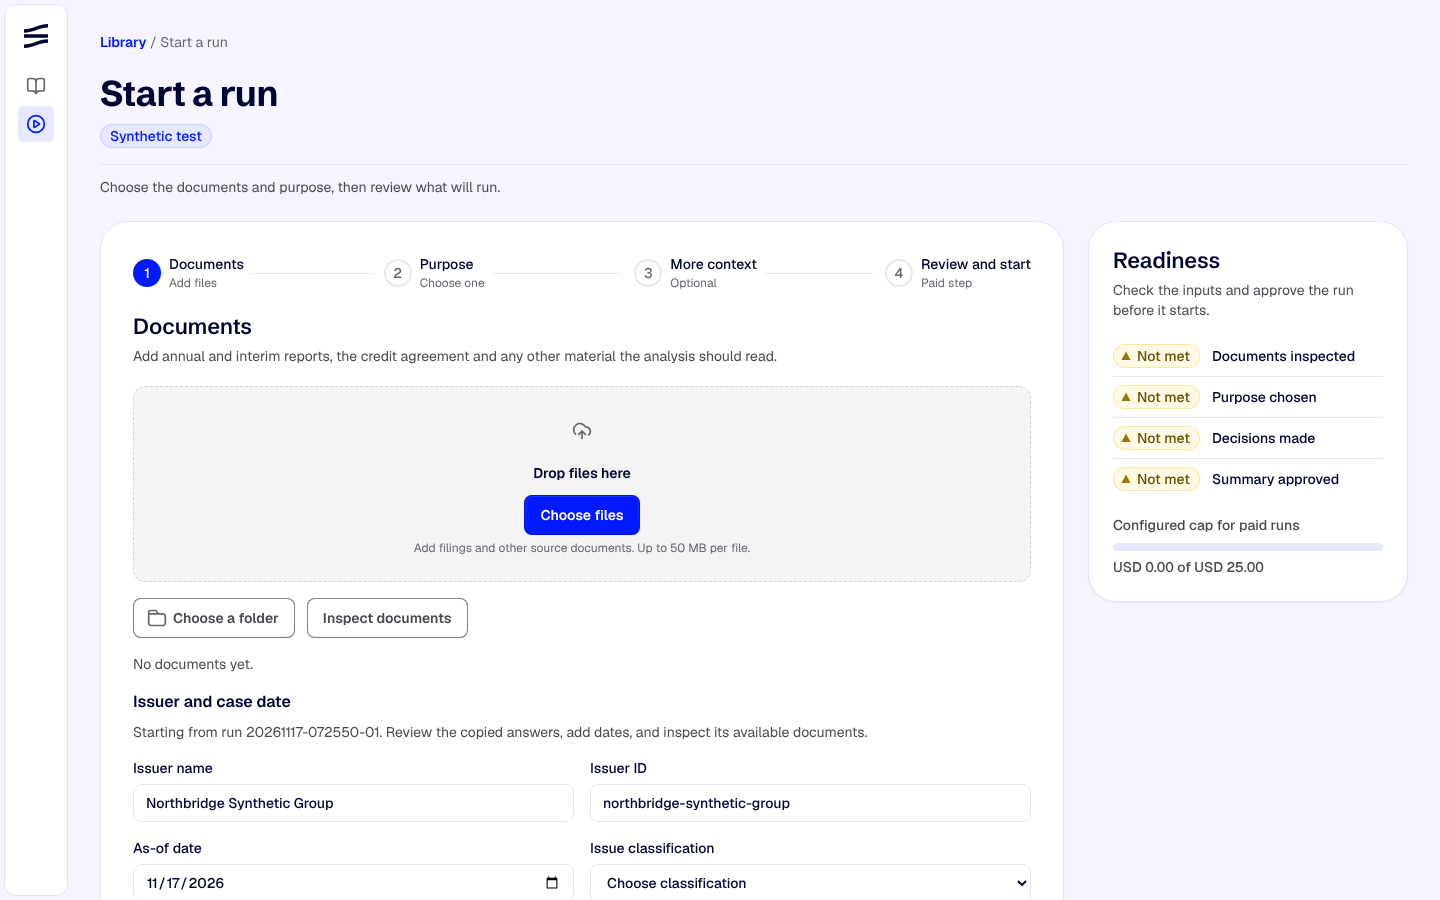 Library / Start a run
Start a run
Synthetic test
Choose the documents and purpose, then review what will run.
1
Documents
Add files
2
Purpose
Choose one
3
More context
Optional
4
Review and start
Paid step
Documents
Add annual and interim reports, the credit agreement and any other material the analysis should read.
Drop files here
Choose files
Add filings and other source documents. Up to 50 MB per file.
Choose a folder
Inspect documents
No documents yet.
Issuer and case date
Starting from run 20261117-072550-01. Review the copied answers, add dates, and inspect its available documents.
Issuer name
Issuer ID
Northbridge Synthetic Group
northbridge-synthetic-group
As-of date
Issue classification
11/17/2026
Choose classification
Readiness
Check the inputs and approve the run
before it starts.
Not met Documents inspected
Not met Purpose chosen
Not met Decisions made
Not met Summary approved
Configured cap for paid runs
USD 0.00 of USD 25.00